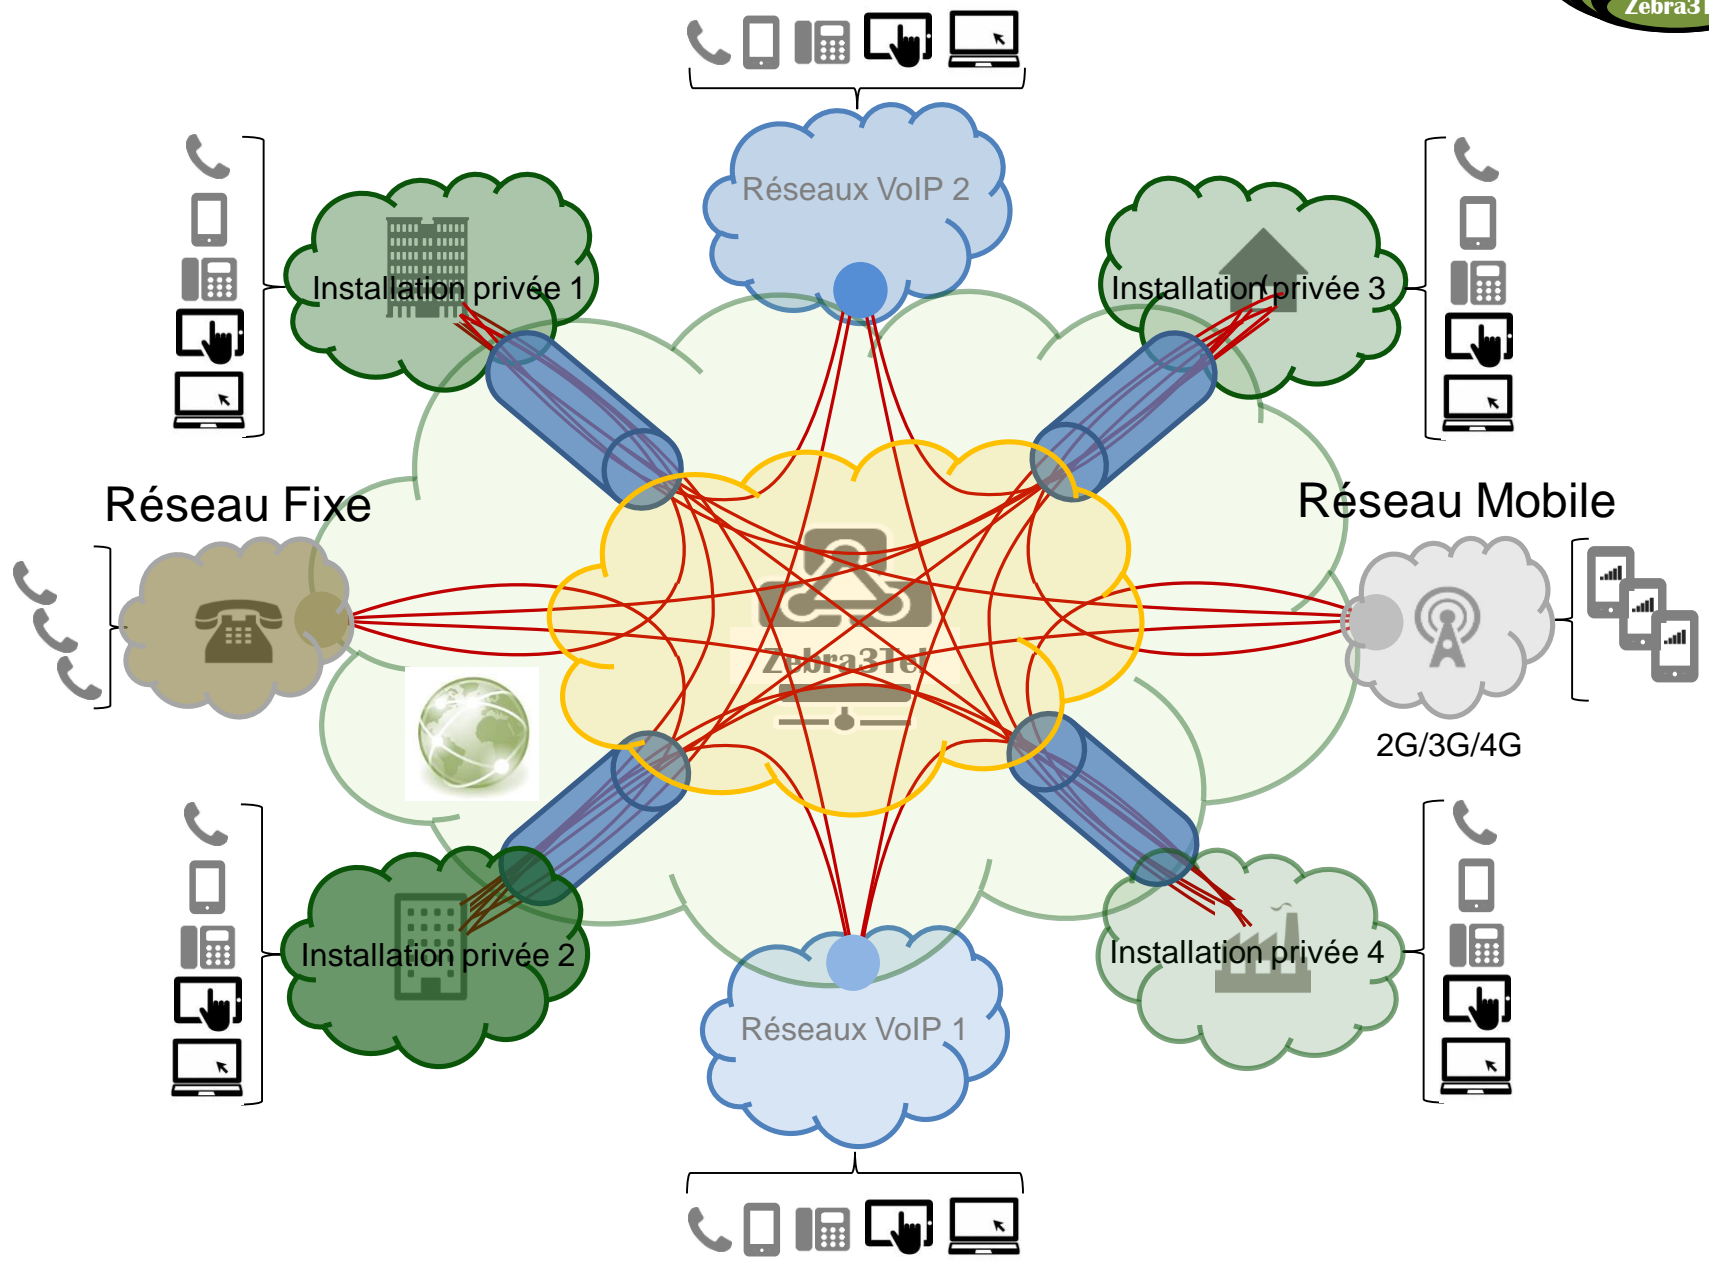 Zebra3T
Réseaux VoIP 2
Installation privée 1
Installation privée 3
Réseau Fixe
Réseau Mobile
Zebra3Tel
2G/3G/4G
Installation privée 2
Installation privée 4
Réseaux VoIP 1